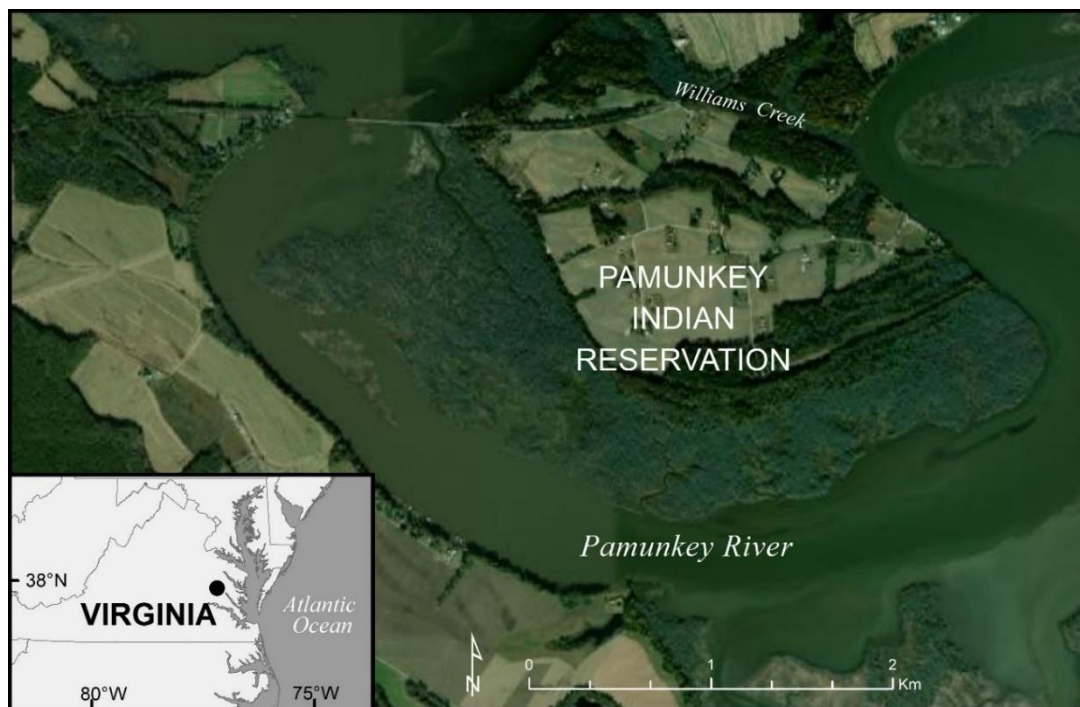 Williams Creek
PAMUNKEY
INDIAN
RESERVATION
Pamunkey River
38°N
VIRGINIA
Atlantic
Ocean
80°W
75°W
N
0
1
2
Km